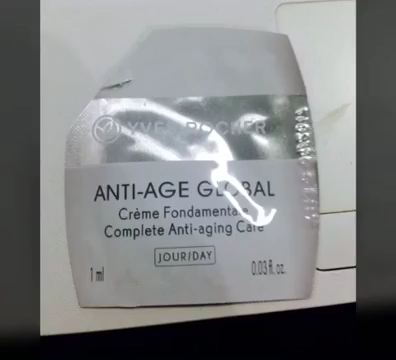 YVES ROCHER
ANTI-AGE GLOBAL
Crème Fondamentale
Complete Anti-aging Care
JOUR/DAY
1 ml
0.03 fl. oz.